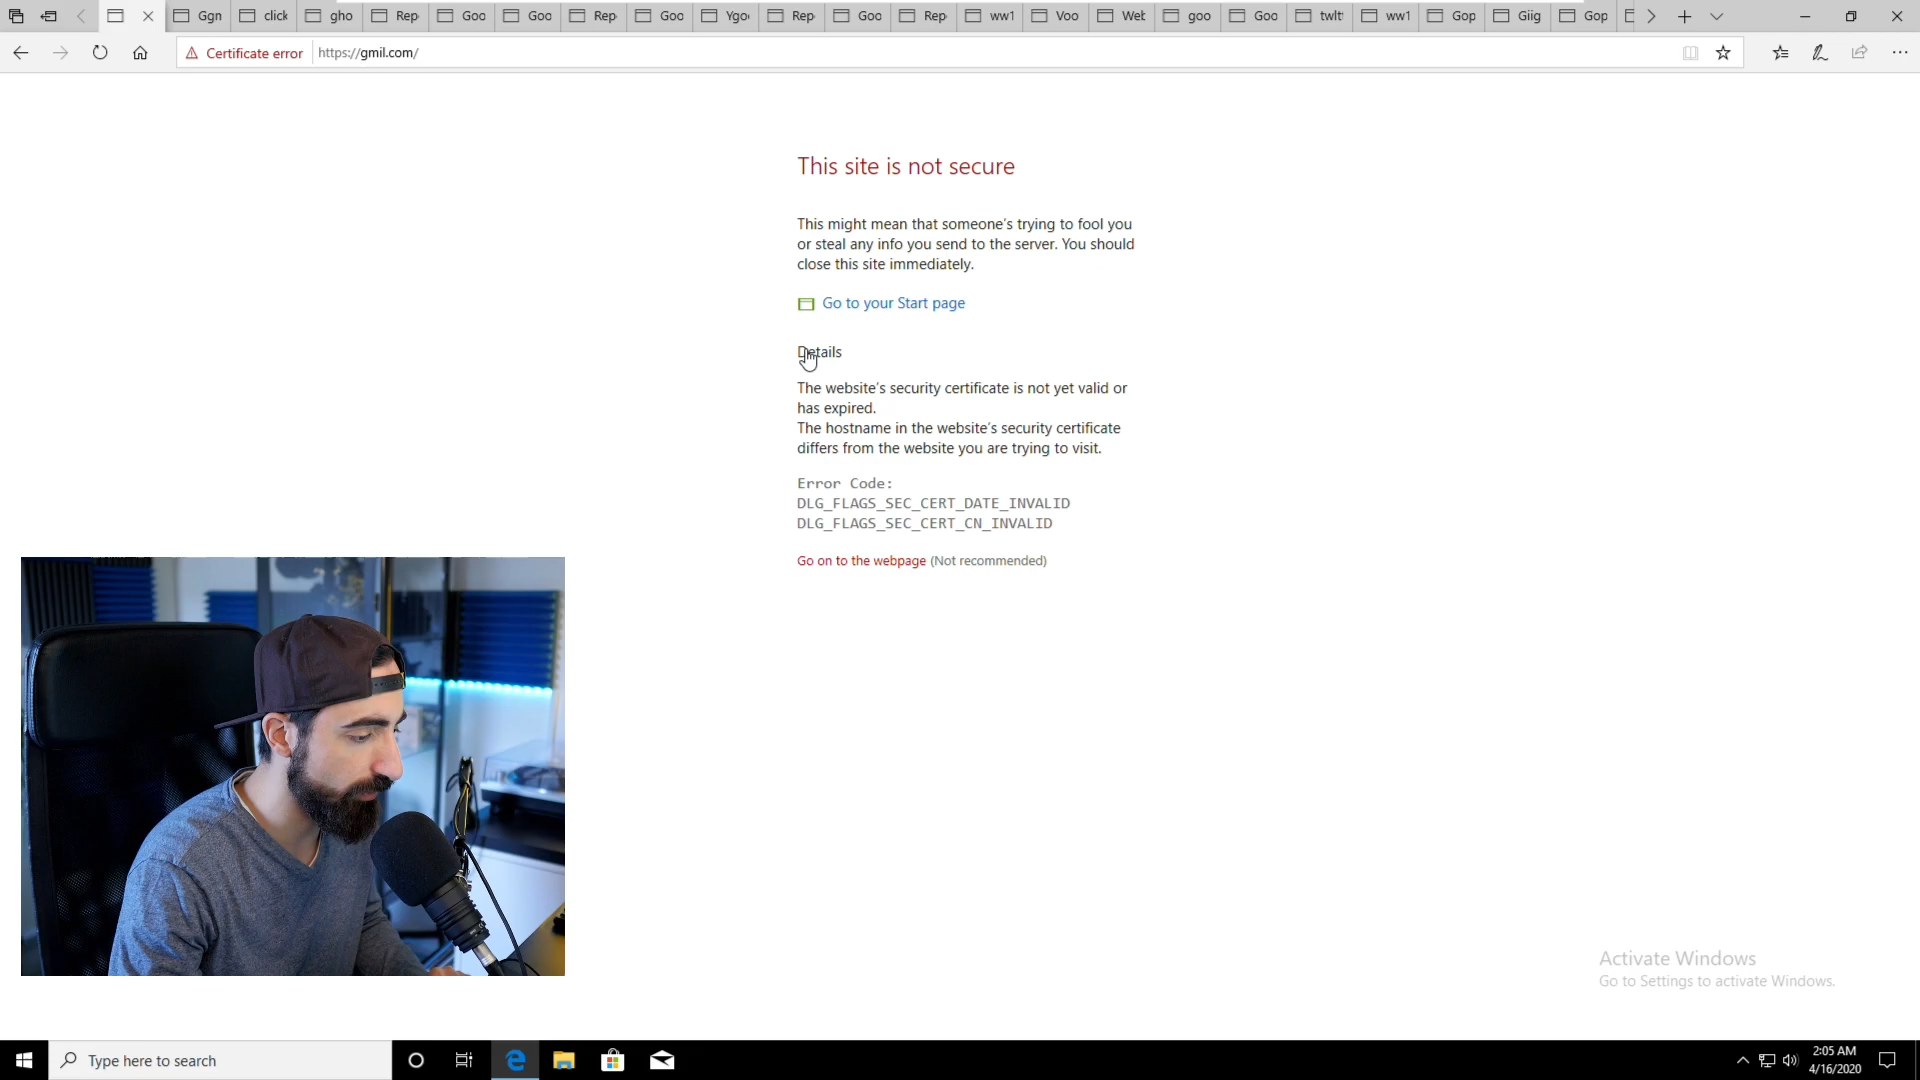 Ggn
click
gho
Rep
Goo
Goo
Rep
Goo
Ygo
Rep
Goo
Rep
ww1
Voo
Wet
goo
Goo
twlt
ww1
Gop
Giig
Gop
Certificate error
https://gmil.com/
This site is not secure
This might mean that someone's trying to fool you
or steal any info you send to the server. You should
close this site immediately.
Go to your Start page
Details
The website's security certificate is not yet valid or
has expired.
The hostname in the website's security certificate
differs from the website you are trying to visit.
Error Code:
DLG_FLAGS_SEC_CERT_DATE_INVALID
DLG_FLAGS_SEC_CERT_CN_INVALID
Go on to the webpage (Not recommended)
Activate Windows
Go to Settings to activate Windows.
Type here to search
2:05 AM
4/16/2020